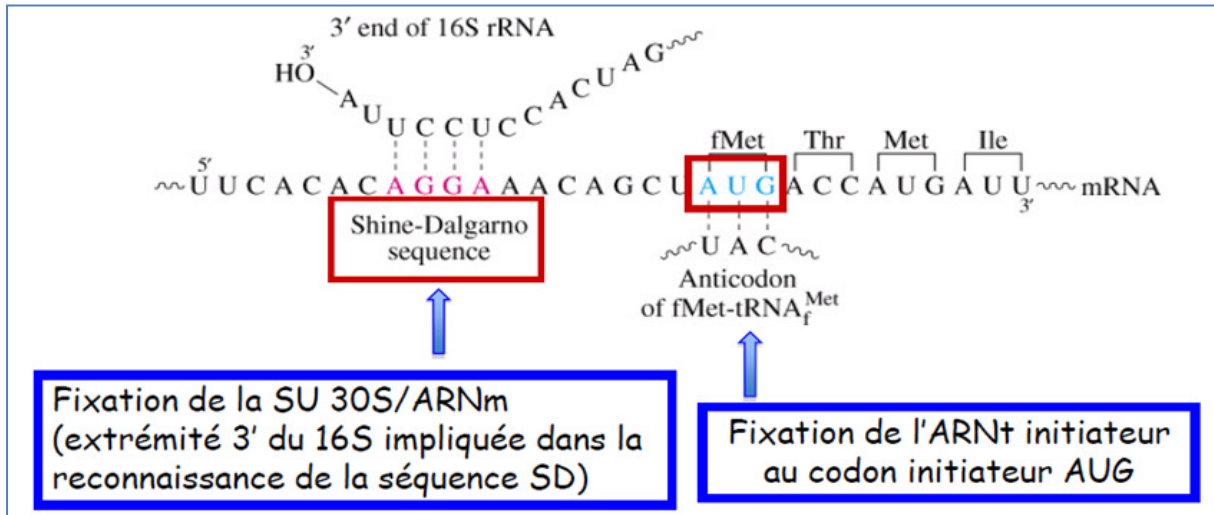 3′ end of 16S rRNA
3′
HO
A U U C C U C C A C U A G
fMet Thr Met Ile
5′
U U C A C A C A G G A A A C A G C U A U G A C C A U G A U U mRNA
3′
Shine-Dalgarno
sequence
U A C
Anticodon
of fMet-tRNA f Met
Fixation de la SU 30S/ARNm
(extrémité 3' du 16S impliquée dans la
reconnaissance de la séquence SD)
Fixation de l'ARNt initiateur
au codon initiateur AUG